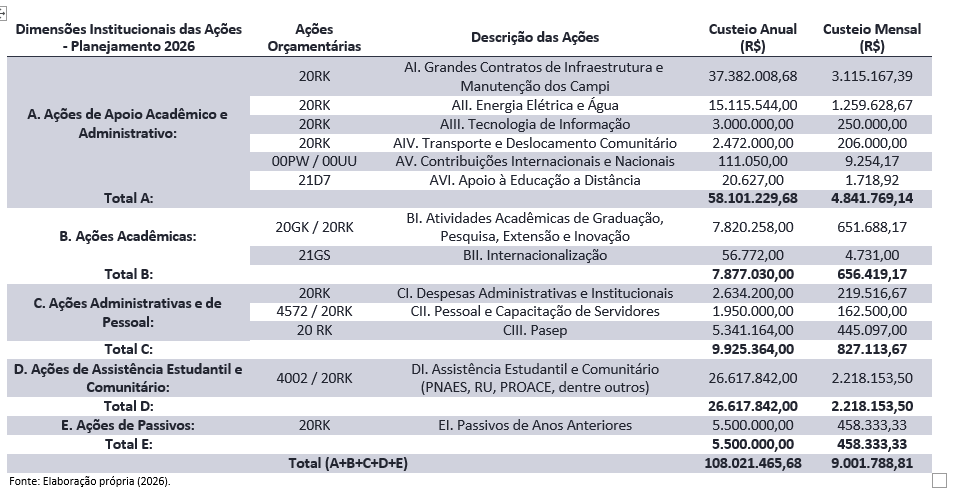 Dimensões Institucionais das Ações - Planejamento 2026 Ações Orçamentárias Descrição das Ações Custeio Anual (R$) Custeio Mensal (R$)
A. Ações de Apoio Acadêmico e Administrativo:
20RK AI. Grandes Contratos de Infraestrutura e Manutenção dos Campi 37.382.008,68 3.115.167,39
20RK AII. Energia Elétrica e Água 15.115.544,00 1.259.628,67
20RK AIII. Tecnologia de Informação 3.000.000,00 250.000,00
20RK AIV. Transporte e Deslocamento Comunitário 2.472.000,00 206.000,00
00PW / 00UU AV. Contribuições Internacionais e Nacionais 111.050,00 9.254,17
21D7 AVI. Apoio à Educação a Distância 20.627,00 1.718,92
Total A: 58.101.229,68 4.841.769,14
B. Ações Acadêmicas:
20GK / 20RK BI. Atividades Acadêmicas de Graduação, Pesquisa, Extensão e Inovação 7.820.258,00 651.688,17
21GS BII. Internacionalização 56.772,00 4.731,00
Total B: 7.877.030,00 656.419,17
C. Ações Administrativas e de Pessoal:
20RK CI. Despesas Administrativas e Institucionais 2.634.200,00 219.516,67
4572 / 20RK CII. Pessoal e Capacitação de Servidores 1.950.000,00 162.500,00
20 RK CIII. Pasep 5.341.164,00 445.097,00
Total C: 9.925.364,00 827.113,67
D. Ações de Assistência Estudantil e Comunitário:
4002 / 20RK DI. Assistência Estudantil e Comunitário (PNAES, RU, PROACE, dentre outros) 26.617.842,00 2.218.153,50
Total D: 26.617.842,00 2.218.153,50
E. Ações de Passivos: 20RK EI. Passivos de Anos Anteriores 5.500.000,00 458.333,33
Total E: 5.500.000,00 458.333,33
Total (A+B+C+D+E) 108.021.465,68 9.001.788,81
Fonte: Elaboração própria (2026).